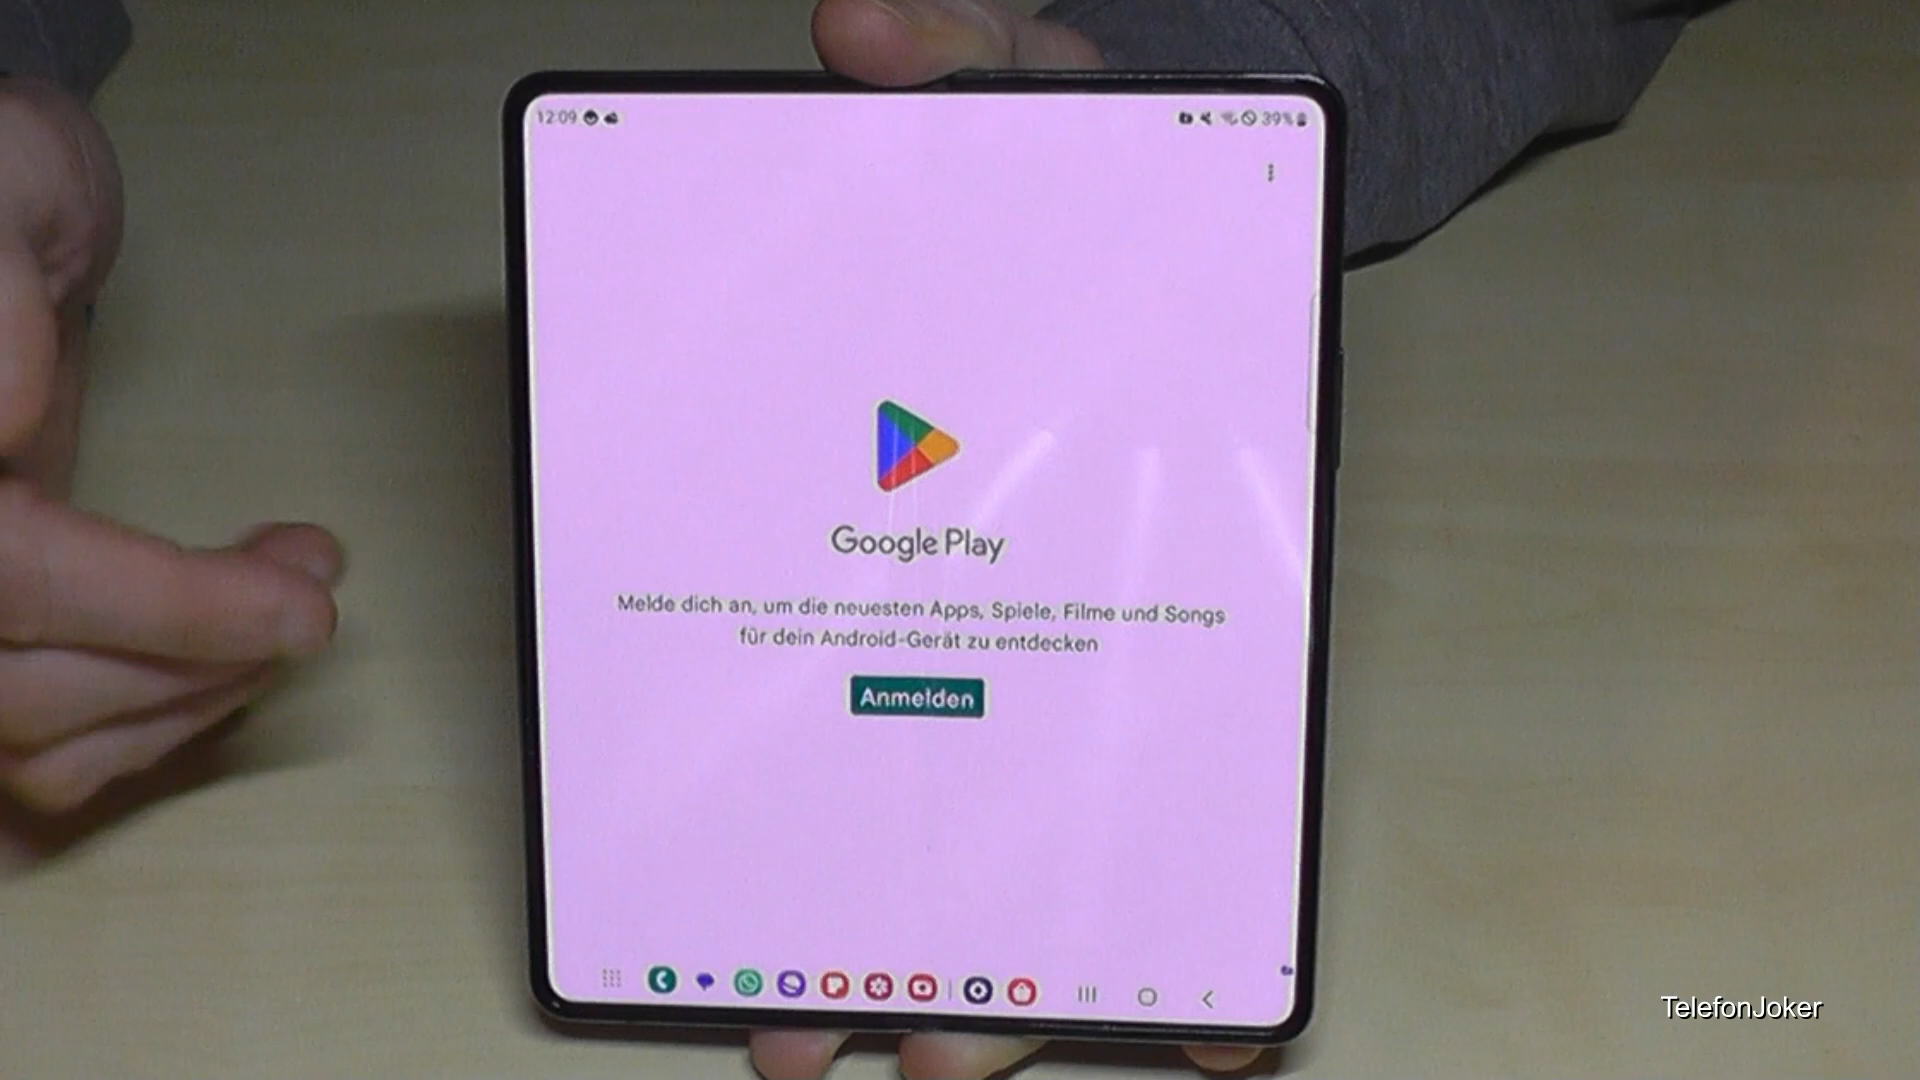 12:09
39%
Google Play
Melde dich an, um die neuesten Apps, Spiele, Filme und Songs
für dein Android-Gerät zu entdecken
Anmelden
TelefonJoker